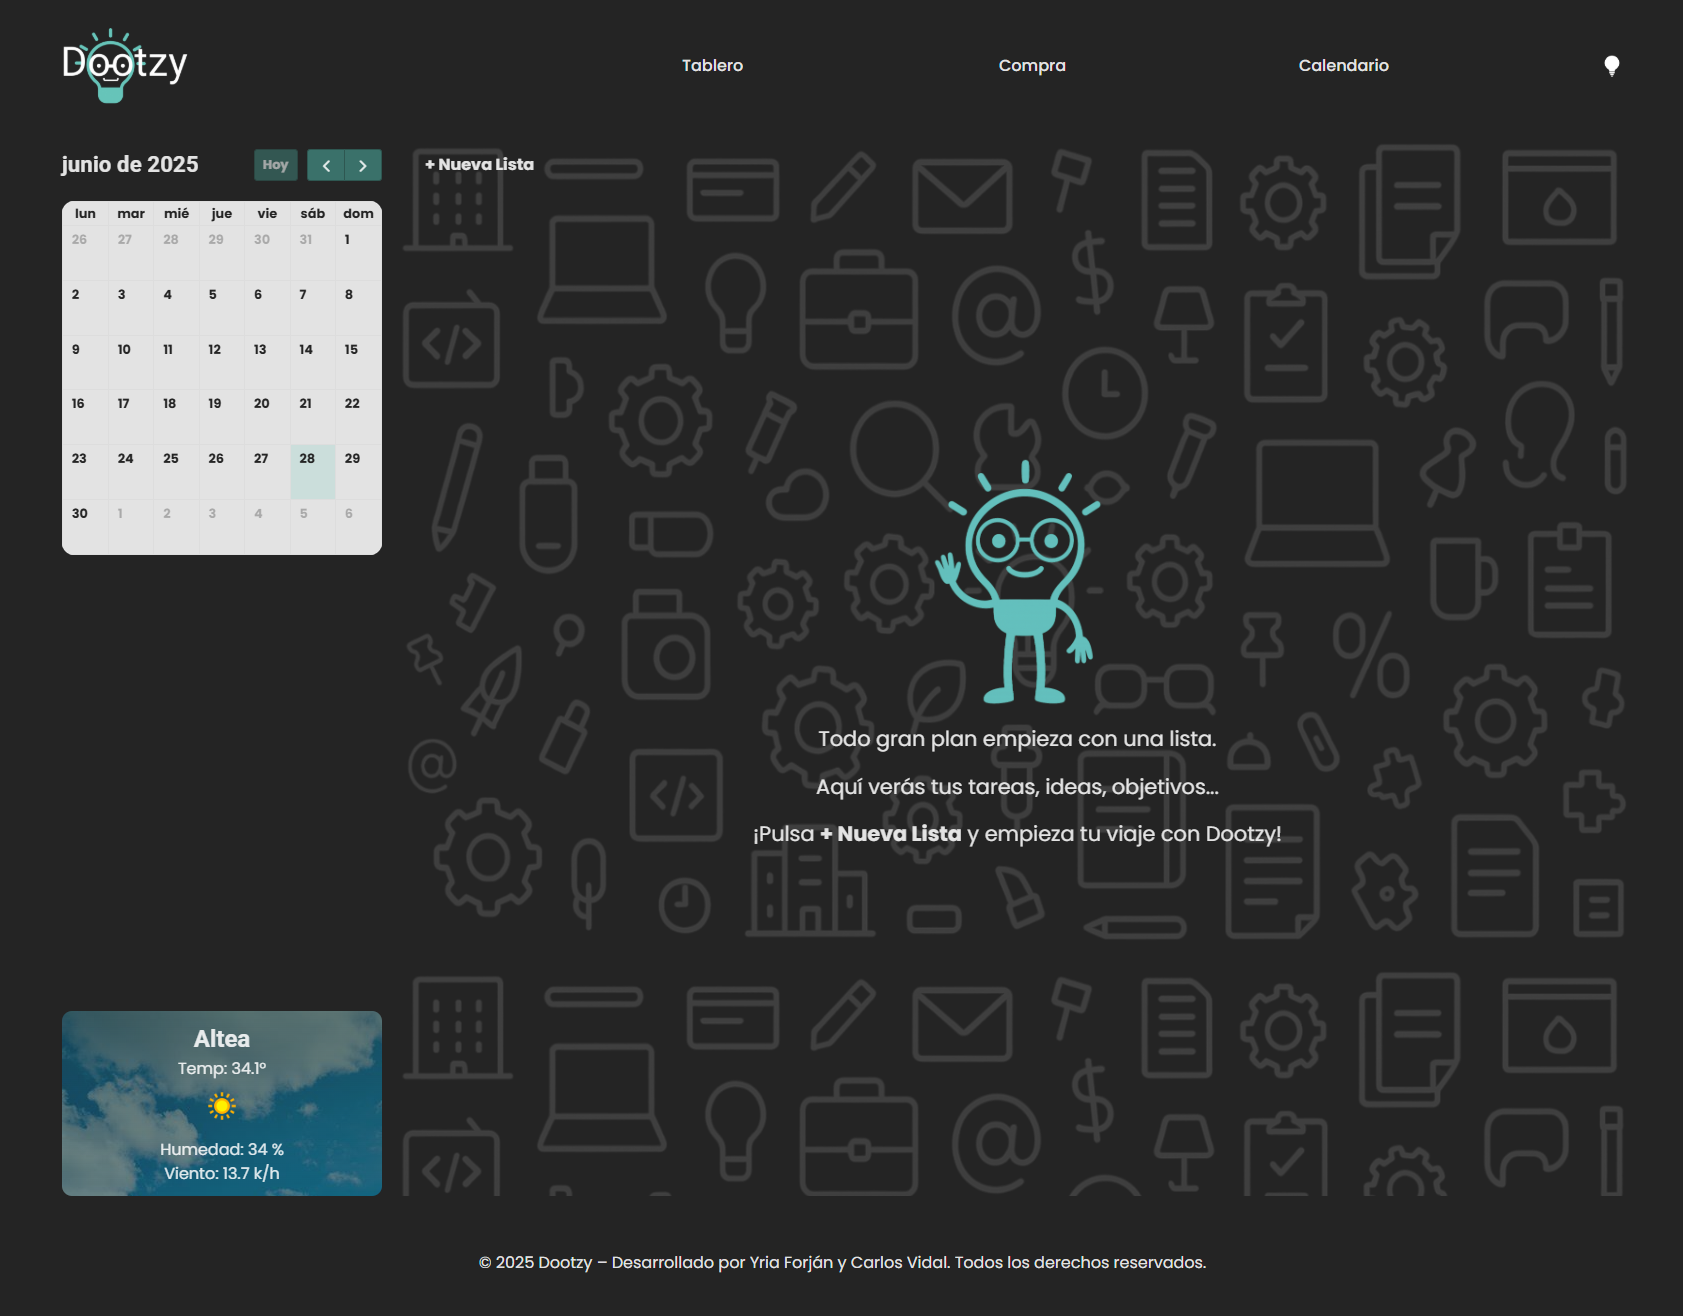 Dootzy
Tablero
Compra
Calendario
junio de 2025
Hoy
+ Nueva Lista
lun mar mié jue vie sáb dom
26 27 28 29 30 31 1
2 3 4 5 6 7 8
9 10 11 12 13 14 15
16 17 18 19 20 21 22
23 24 25 26 27 28 29
30 1 2 3 4 5 6
Todo gran plan empieza con una lista.
Aquí verás tus tareas, ideas, objetivos...
¡Pulsa + Nueva Lista y empieza tu viaje con Dootzy!
Altea
Temp: 34.1º
Humedad: 34 %
Viento: 13.7 k/h
© 2025 Dootzy – Desarrollado por Yria Forján y Carlos Vidal. Todos los derechos reservados.